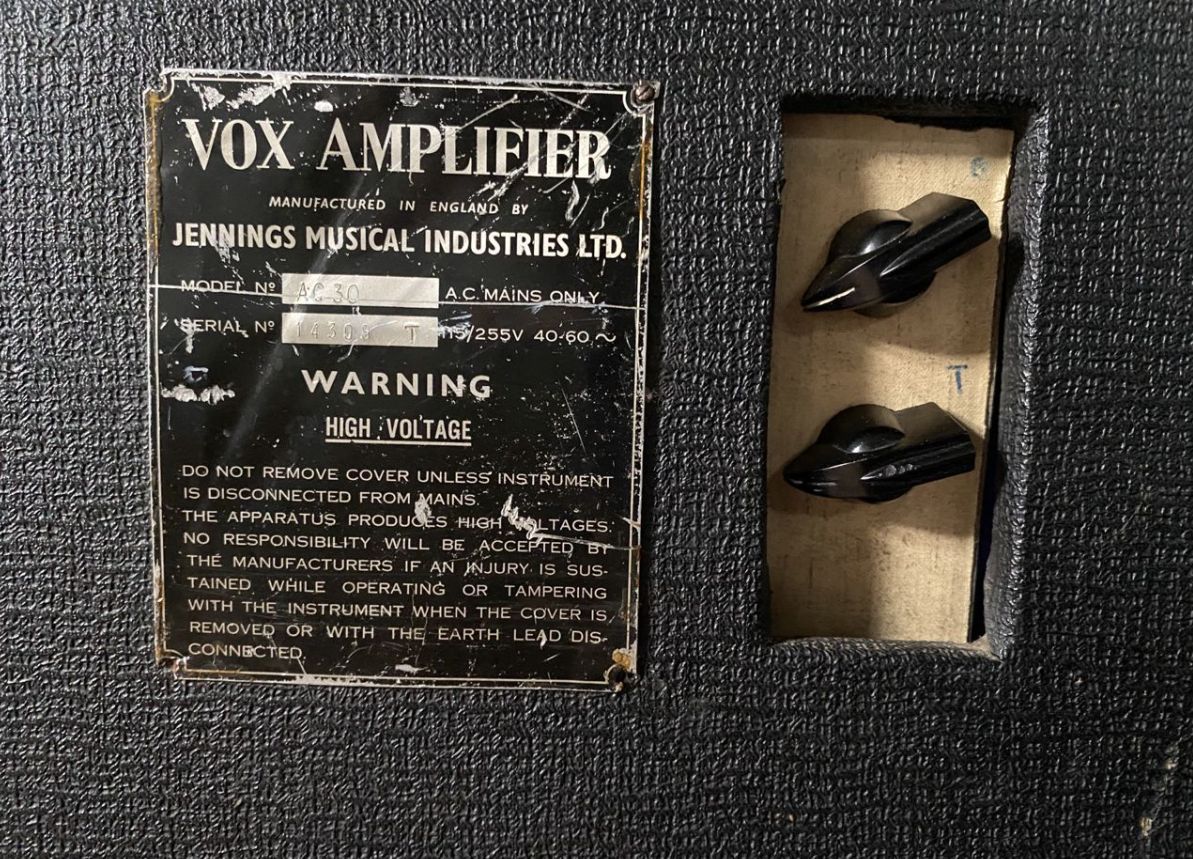 VOX AMPLIFIER
MANUFACTURED IN ENGLAND BY
JENNINGS MUSICAL INDUSTRIES LTD.
MODEL Nº AC30 A.C. MAINS ONLY
SERIAL Nº 14309 T 115/255V 40-60 ~
WARNING
HIGH VOLTAGE
DO NOT REMOVE COVER UNLESS INSTRUMENT
IS DISCONNECTED FROM MAINS.
THE APPARATUS PRODUCES HIGH VOLTAGES.
NO RESPONSIBILITY WILL BE ACCEPTED BY
THE MANUFACTURERS IF AN INJURY IS SUS-
TAINED WHILE OPERATING OR TAMPERING
WITH THE INSTRUMENT WHEN THE COVER IS
REMOVED OR WITH THE EARTH LEAD DIS-
CONNECTED.
T